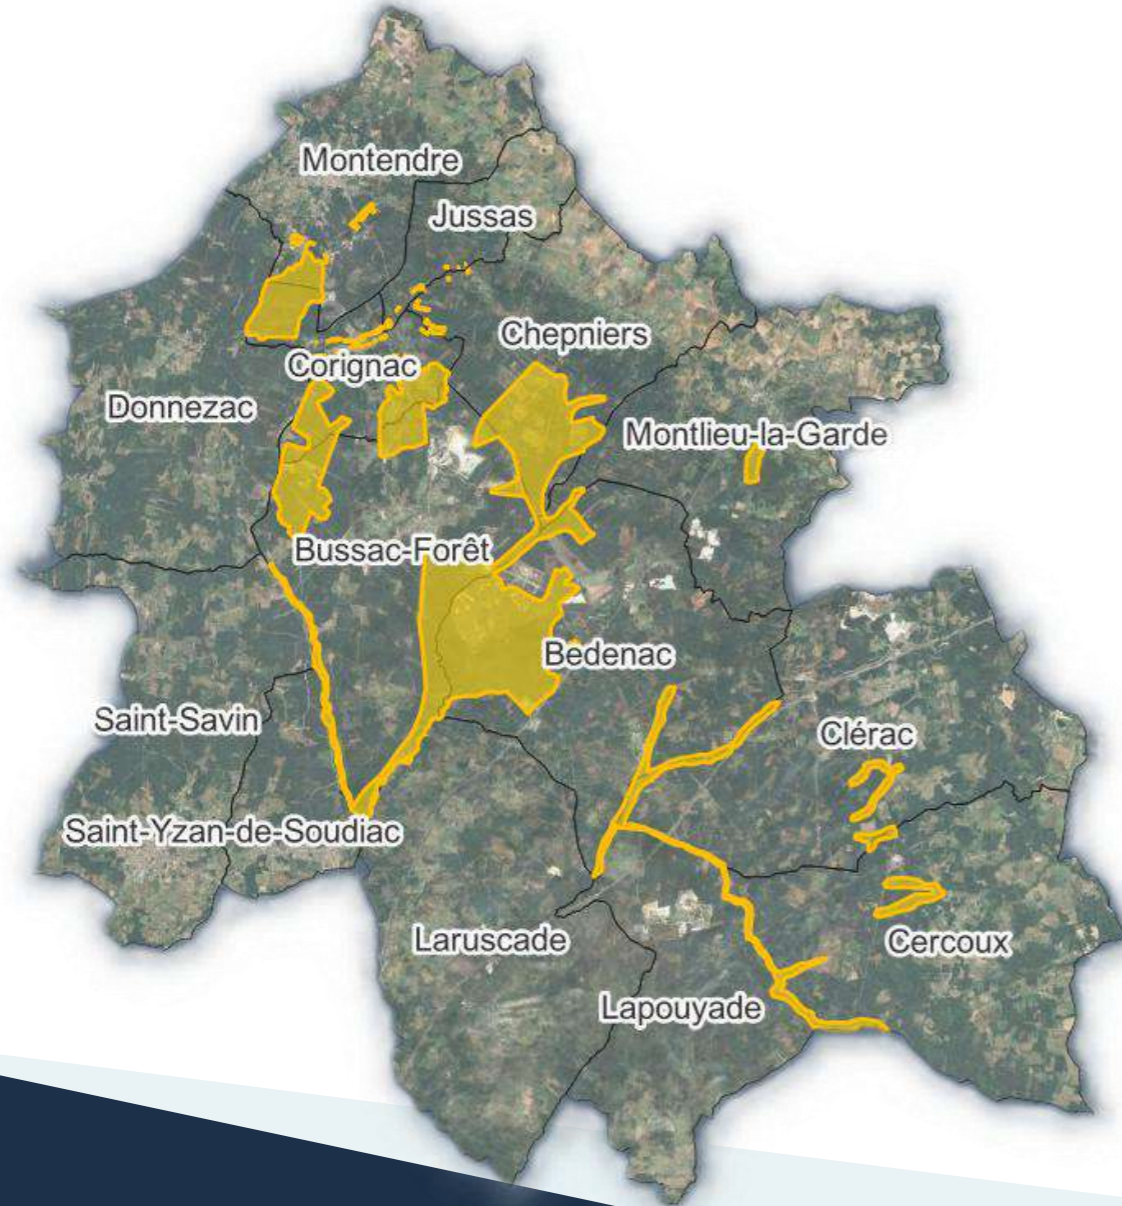 Montendre
Jussas
Chepniers
Corignac
Donnezac
Montlieu-la-Garde
Bussac-Forêt
Bedenac
Saint-Savin
Clérac
Saint-Yzan-de-Soudiac
Laruscade
Cercoux
Lapouyade